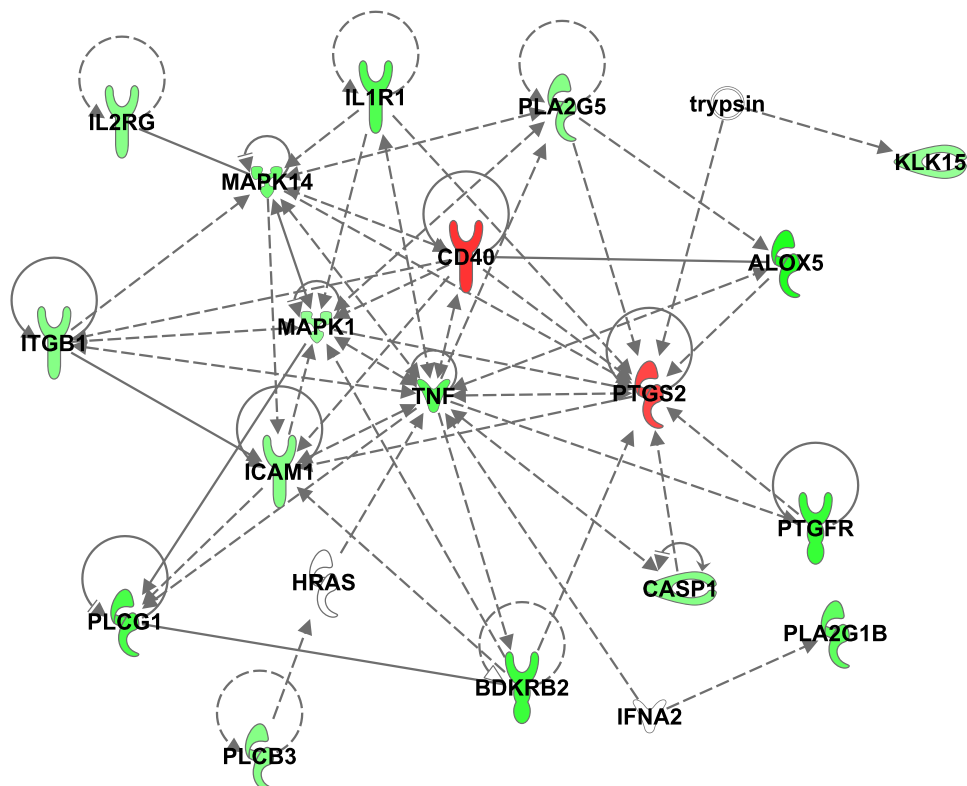 IL2RG
IL1R1
PLA2G5
trypsin
KLK15
MAPK14
CD40
ALOX5
ITGB1
MAPK1
TNF
PTGS2
ICAM1
PTGFR
HRAS
CASP1
PLCG1
PLA2G1B
BDKRB2
IFNA2
PLCB3